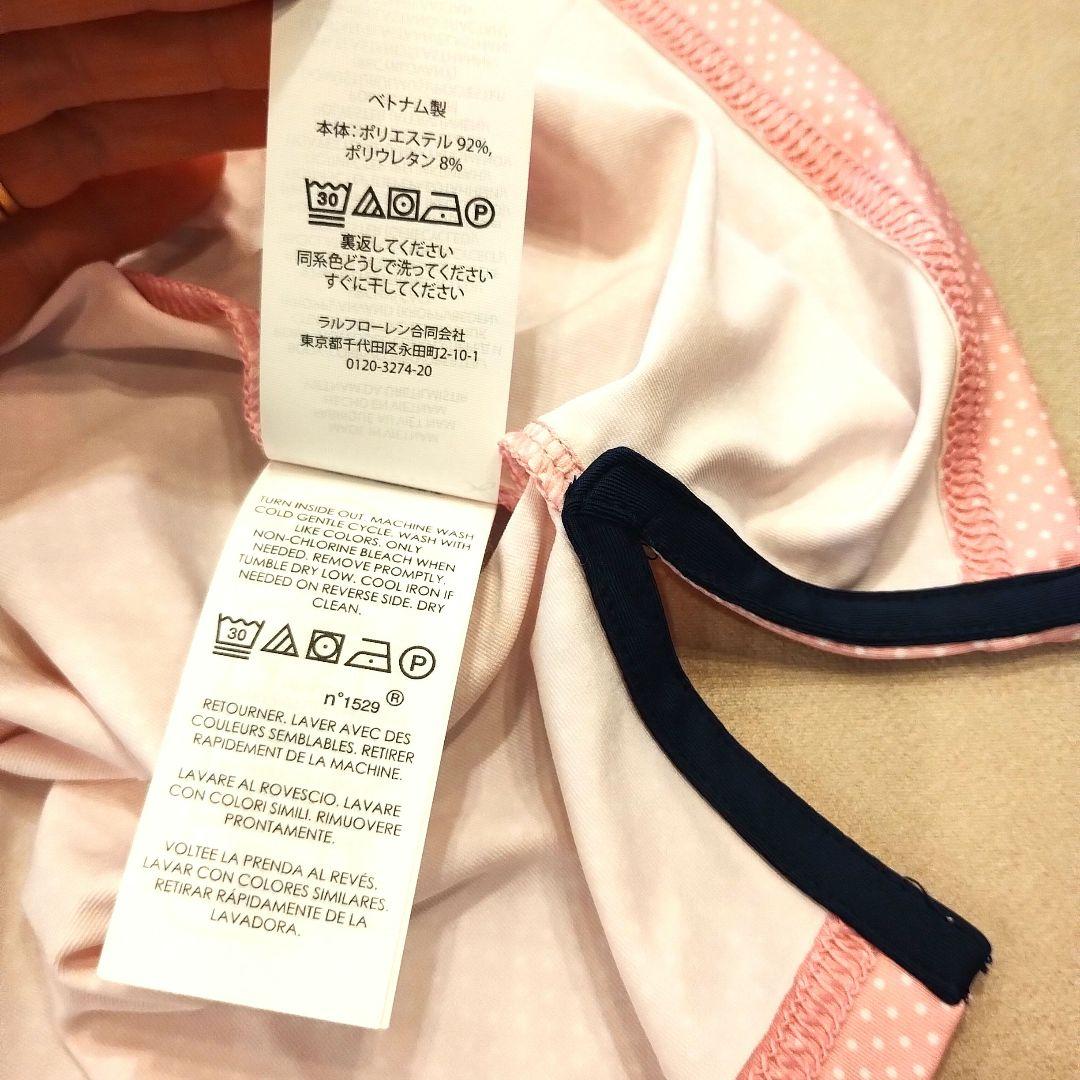 ベトナム製
本体：ポリエステル 92%,
ポリウレタン 8%
30 P
裏返してください
同系色どうしで洗ってください
すぐに干してください
ラルフローレン合同会社
東京都千代田区永田町2-10-1
0120-3274-20
HECHO EN VIETNAM
MADE IN VIETNAM
TURN INSIDE OUT. MACHINE WASH
COLD GENTLE CYCLE. WASH WITH
LIKE COLORS. ONLY
NON-CHLORINE BLEACH WHEN
NEEDED. REMOVE PROMPTLY.
TUMBLE DRY LOW. COOL IRON IF
NEEDED ON REVERSE SIDE. DRY
CLEAN.
30 P
n°1529 ®
RETOURNER. LAVER AVEC DES
COULEURS SEMBLABLES. RETIRER
RAPIDEMENT DE LA MACHINE.
LAVARE AL ROVESCIO. LAVARE
CON COLORI SIMILI. RIMUOVERE
PRONTAMENTE.
VOLTEE LA PRENDA AL REVÉS.
LAVAR CON COLORES SIMILARES.
RETIRAR RÁPIDAMENTE DE LA
LAVADORA.